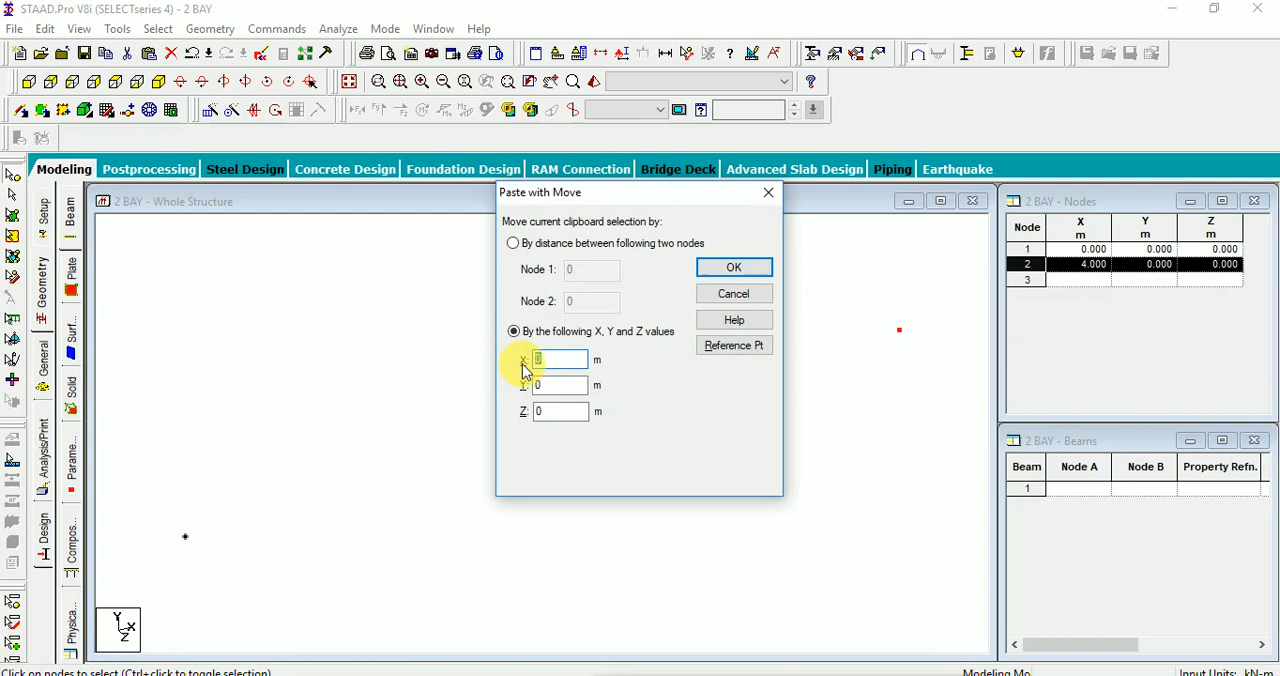 STAAD.Pro V8i (SELECTseries 4) - 2 BAY
File Edit View Tools Select Geometry Commands Analyze Mode Window Help
Modeling Postprocessing Steel Design Concrete Design Foundation Design RAM Connection Bridge Deck Advanced Slab Design Piping Earthquake
Setup
Geometry
General
Analysis/Print
Design
Beam
Plate
Surf...
Solid
Parame...
Compos...
Physica...
2 BAY - Whole Structure
Y
X
Z
Paste with Move
Move current clipboard selection by:
By distance between following two nodes
Node 1: 0
Node 2: 0
By the following X, Y and Z values
X: 0 m
Y: 0 m
Z: 0 m
OK
Cancel
Help
Reference Pt
2 BAY - Nodes
Node X m Y m Z m
1 0.000 0.000 0.000
2 4.000 0.000 0.000
3
2 BAY - Beams
Beam Node A Node B Property Refn.
1
Click on nodes to select (Ctrl+click to toggle selection)
Modeling Mo
Input Units: kN-m